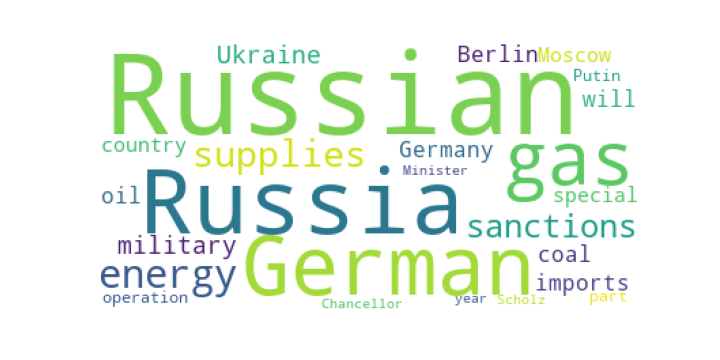 Ukraine Berlin Moscow
Russian Putin
will
country supplies Germany gas
Minister
oil Russia special
sanctions
military German coal
energy imports
operation Chancellor year Scholz part